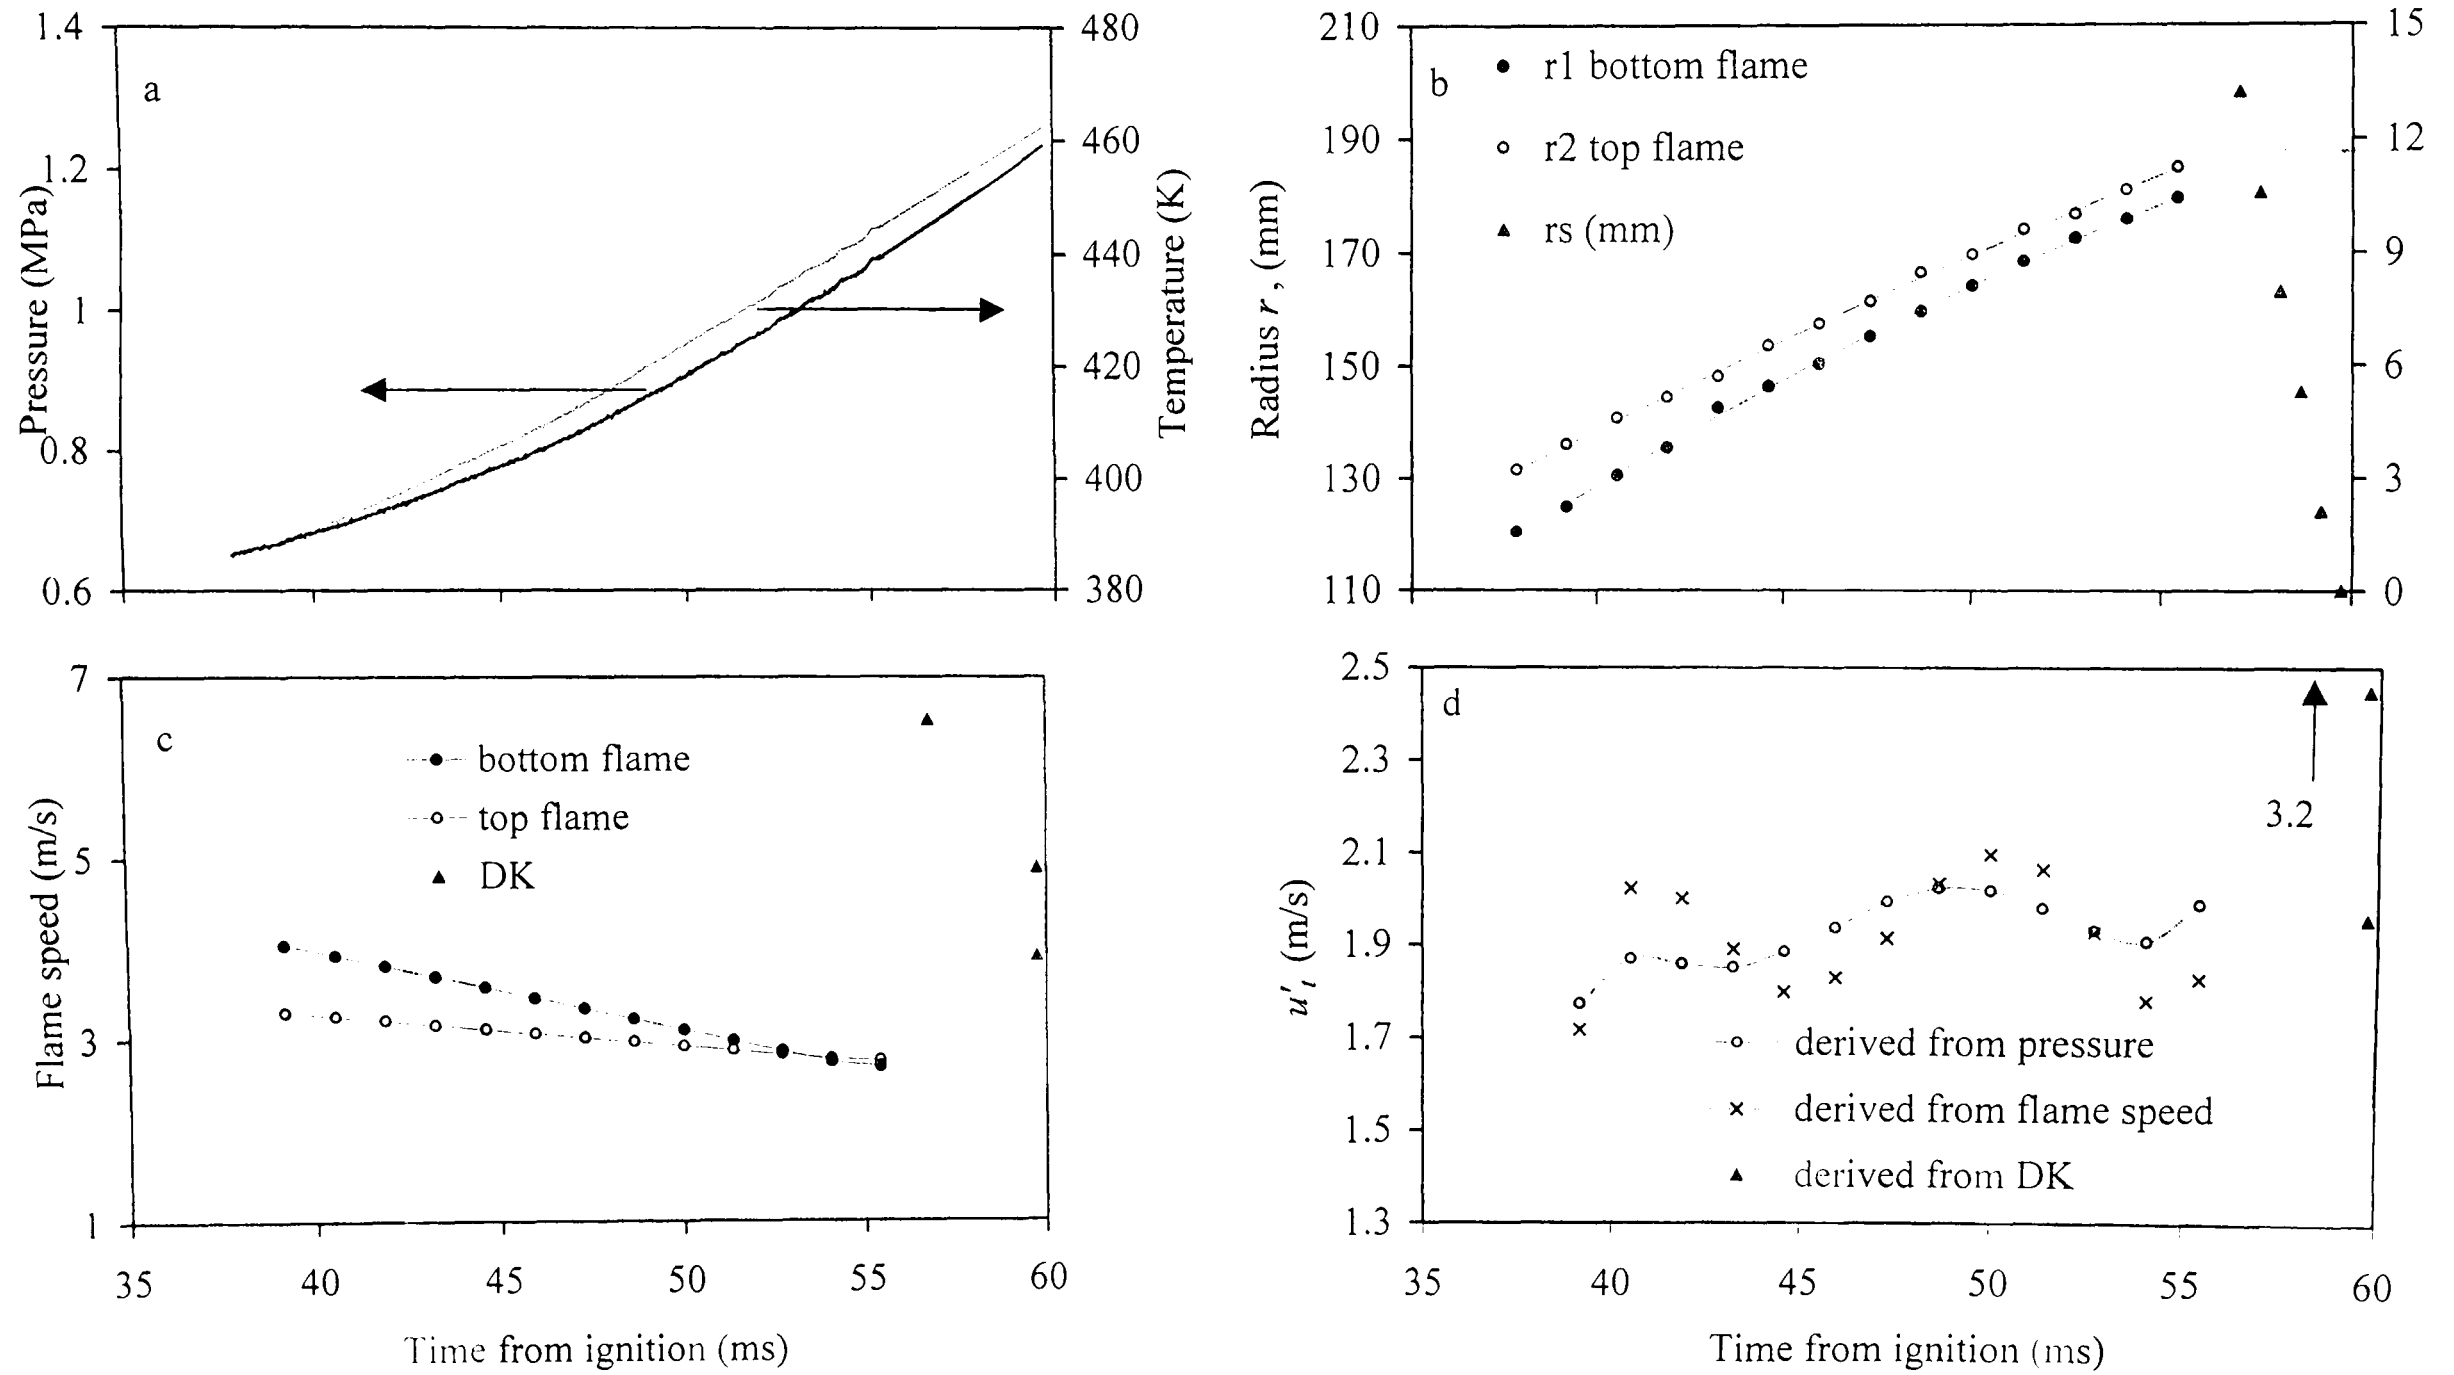 1.4
1.2
1
0.8
0.6
Pressure (MPa)
a
480
460
440
420
400
380
Temperature (K)
210
190
170
150
130
110
Radius r, (mm)
b
r1 bottom flame
r2 top flame
rs (mm)
15
12
9
6
3
0
7
5
3
1
Flame speed (m/s)
c
bottom flame
top flame
DK
35
40
45
50
55
60
Time from ignition (ms)
2.5
2.3
2.1
1.9
1.7
1.5
1.3
u't (m/s)
d
3.2
derived from pressure
derived from flame speed
derived from DK
35
40
45
50
55
60
Time from ignition (ms)